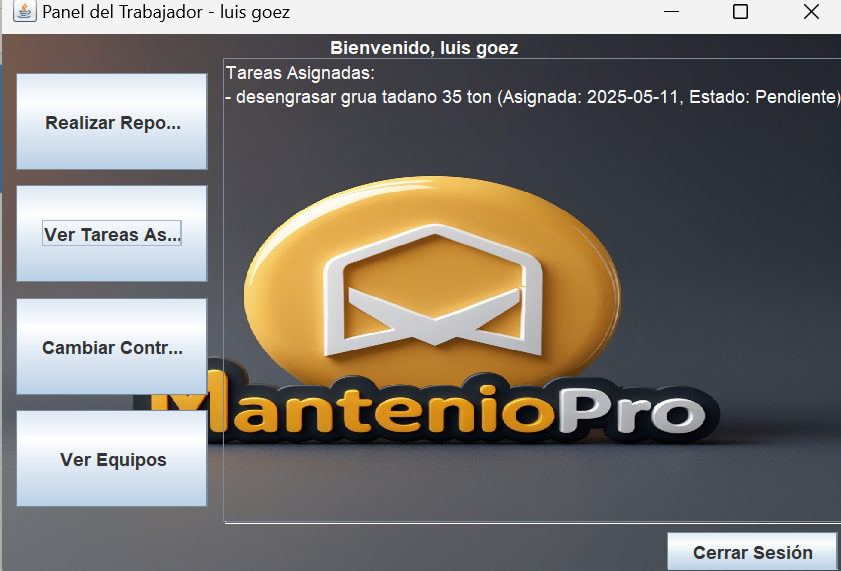 Panel del Trabajador - luis goez
Bienvenido, luis goez
Realizar Repo...
Ver Tareas As...
Cambiar Contr...
Ver Equipos
Tareas Asignadas:
- desengrasar grua tadano 35 ton (Asignada: 2025-05-11, Estado: Pendiente)
MantenioPro
Cerrar Sesión